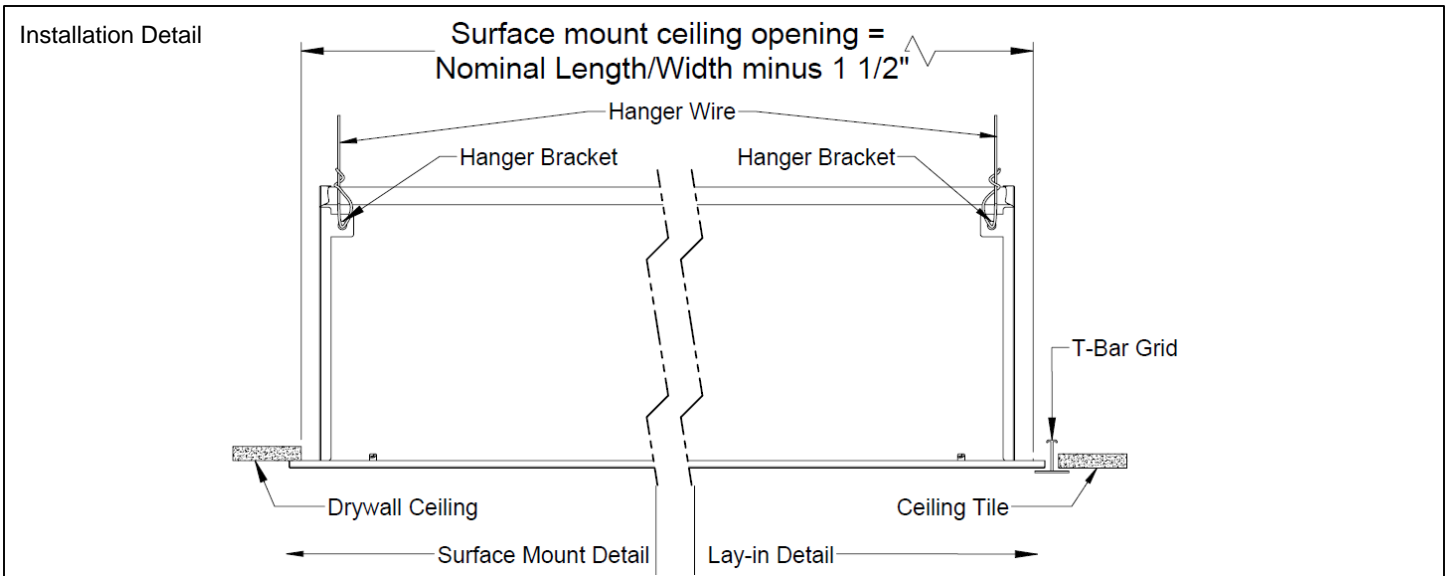 Installation Detail
Surface mount ceiling opening =
Nominal Length/Width minus 1 1/2"
Hanger Wire
Hanger Bracket
Hanger Bracket
T-Bar Grid
Drywall Ceiling
Ceiling Tile
Surface Mount Detail
Lay-in Detail